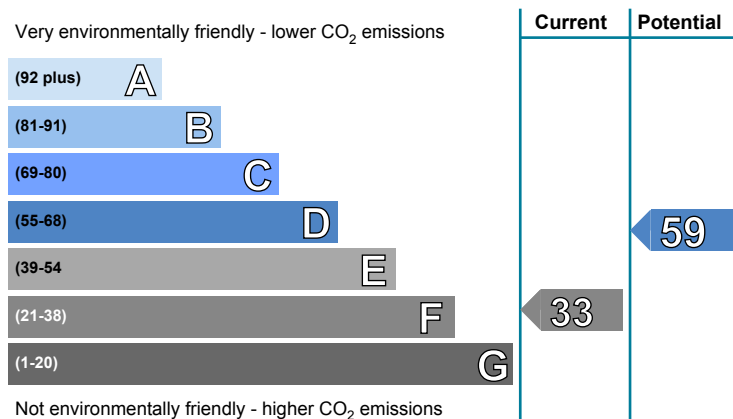 Current Potential
Very environmentally friendly - lower CO₂ emissions
(92 plus) A
(81-91) B
(69-80) C
(55-68) D
59
(39-54 E
(21-38) F
33
(1-20) G
Not environmentally friendly - higher CO₂ emissions